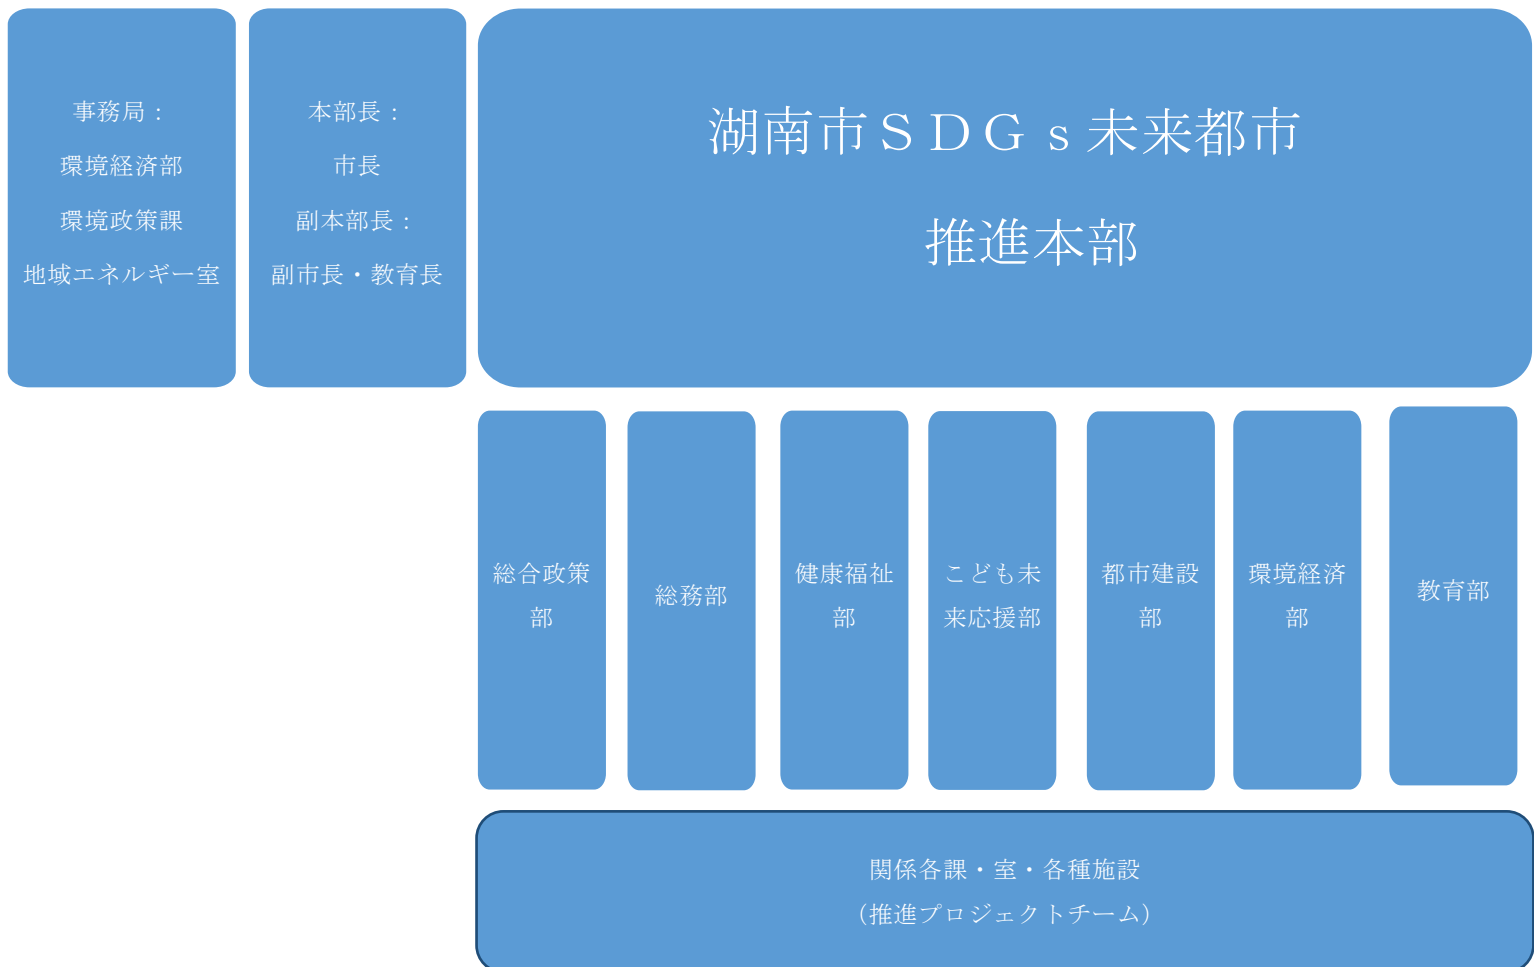 事務局：
環境経済部
環境政策課
地域エネルギー室
本部長：
市長
副本部長：
副市長・教育長
湖南市ＳＤＧｓ未来都市
推進本部
総合政策
部
総務部
健康福祉
部
こども未
来応援部
都市建設
部
環境経済
部
教育部
関係各課・室・各種施設
（推進プロジェクトチーム）